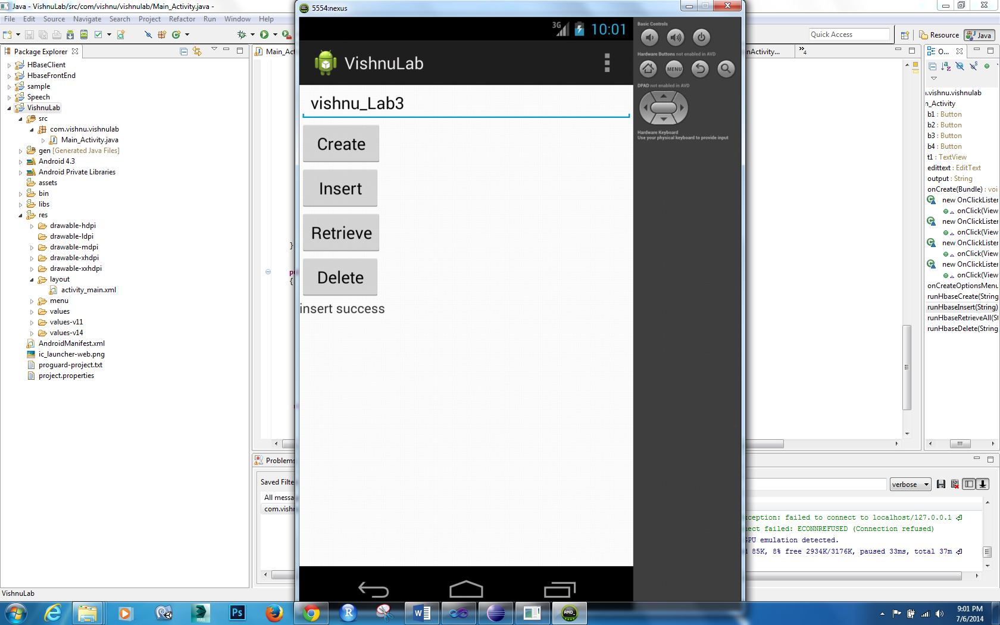 Java - VishnuLab/src/com/vishnu/vishnulab/Main_Activity.java -
File Edit Source Navigate Search Project Refactor Run Window Help
Quick Access
Resource
Java
Package Explorer
HBaseClient
HbaseFrontEnd
sample
Speech
VishnuLab
src
com.vishnu.vishnulab
Main_Activity.java
gen [Generated Java Files]
Android 4.3
Android Private Libraries
assets
bin
libs
res
drawable-hdpi
drawable-ldpi
drawable-mdpi
drawable-xhdpi
drawable-xxhdpi
layout
activity_main.xml
menu
values
values-v11
values-v14
AndroidManifest.xml
ic_launcher-web.png
proguard-project.txt
project.properties
VishnuLab
Main_Ac
}
pu
{
5554:nexus
3G 10:01
VishnuLab
vishnu_Lab3
Create
Insert
Retrieve
Delete
insert success
Basic Controls
Hardware Buttons not enabled in AVD
MENU
DPAD not enabled in AVD
Hardware Keyboard
Use your physical keyboard to provide input
nActivity...
4
O...
.vishnu.vishnulab
n_Activity
b1 : Button
b2 : Button
b3 : Button
b4 : Button
t1 : TextView
edittext : EditText
output : String
onCreate(Bundle) : voi
new OnClickLister
onClick(View
new OnClickLister
onClick(View
new OnClickLister
onClick(View
new OnClickLister
onClick(View
onCreateOptionsMenu
runHbaseCreate(String
runHbaseInsert(String)
runHbaseRetrieveAll(St
runHbaseDelete(String
Problems
Saved Filte
All messa
com.vishn
verbose
ception: failed to connect to localhost/127.0.0.1
nect failed: ECONNREFUSED (Connection refused)
GPU emulation detected.
d 85K, 8% free 2934K/3176K, paused 33ms, total 37m
MAX
Ps
R
W
AND_
9:01 PM
7/6/2014